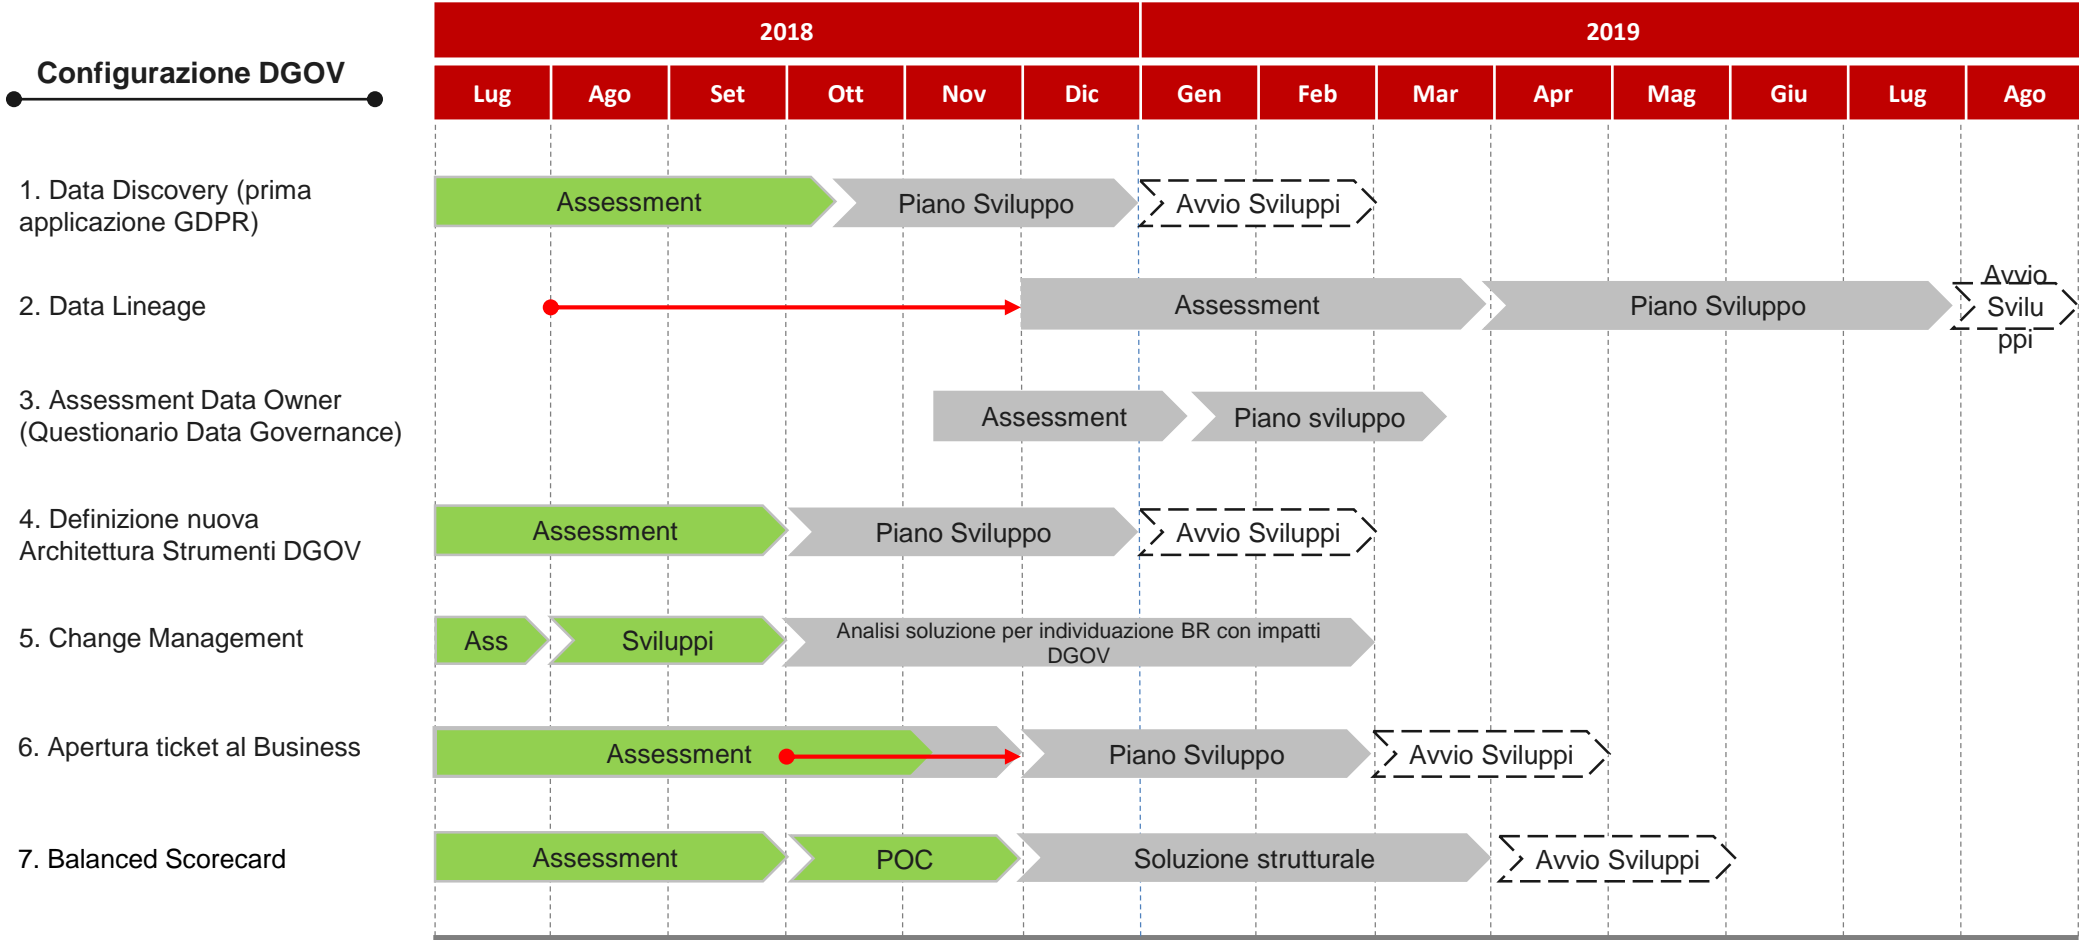 2018
2019
Configurazione DGOV
Lug
Ago
Set
Ott
Nov
Dic
Gen
Feb
Mar
Apr
Mag
Giu
Lug
Ago
1. Data Discovery (prima
applicazione GDPR)
Assessment
Piano Sviluppo
Avvio Sviluppi
2. Data Lineage
Assessment
Piano Sviluppo
Avvio
Svilu
ppi
3. Assessment Data Owner
(Questionario Data Governance)
Assessment
Piano sviluppo
4. Definizione nuova
Architettura Strumenti DGOV
Assessment
Piano Sviluppo
Avvio Sviluppi
5. Change Management
Ass
Sviluppi
Analisi soluzione per individuazione BR con impatti
DGOV
6. Apertura ticket al Business
Assessment
Piano Sviluppo
Avvio Sviluppi
7. Balanced Scorecard
Assessment
POC
Soluzione strutturale
Avvio Sviluppi